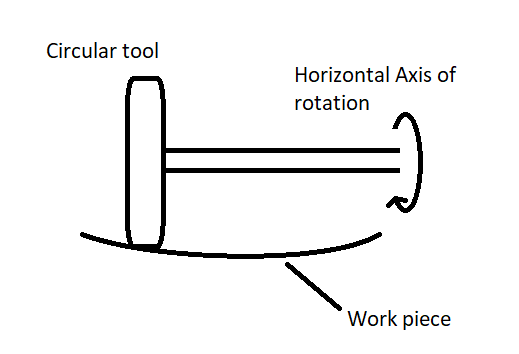 Circular tool
Horizontal Axis of
rotation
Work piece